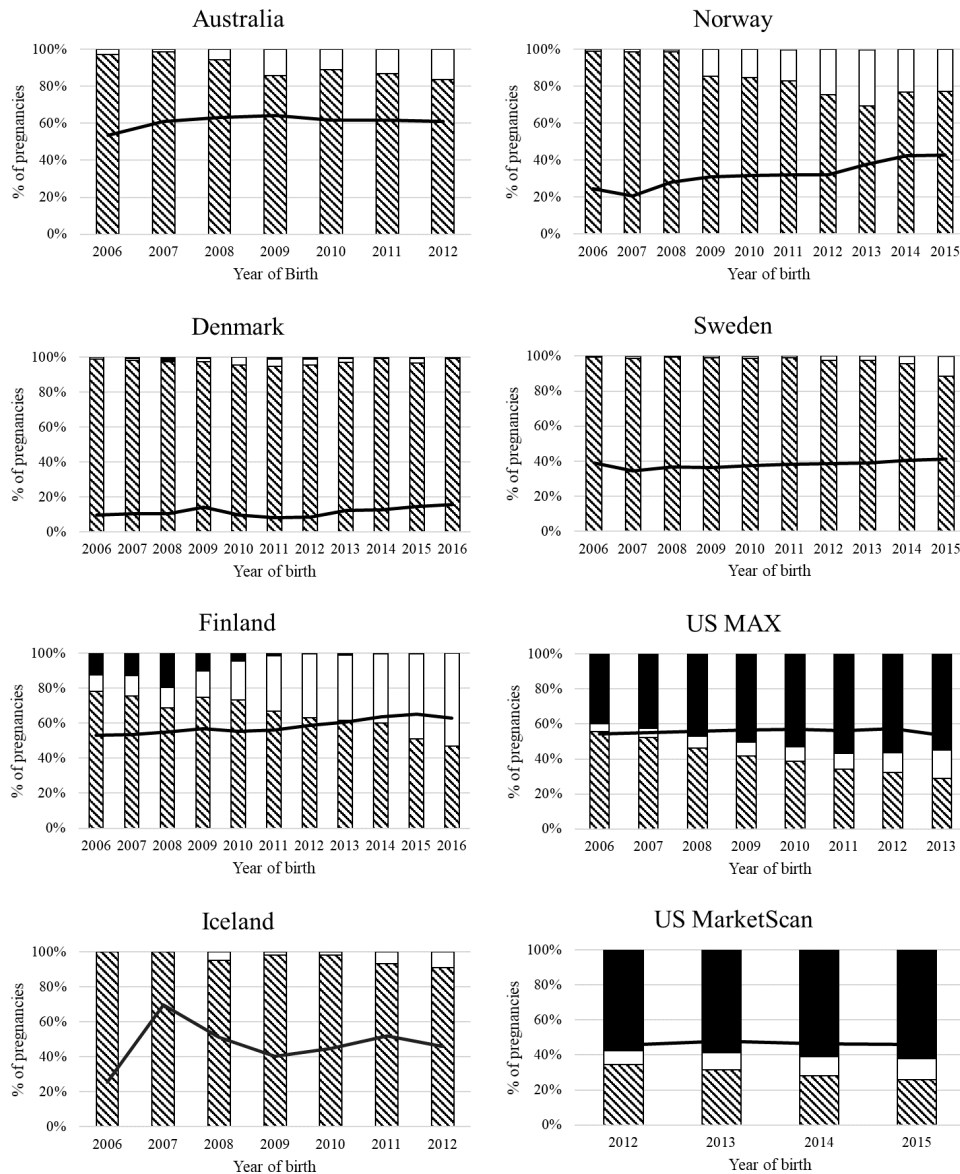 Australia
% of pregnancies
100%
80%
60%
40%
20%
0%
2006 2007 2008 2009 2010 2011 2012
Year of Birth
Norway
% of pregnancies
100%
80%
60%
40%
20%
0%
2006 2007 2008 2009 2010 2011 2012 2013 2014 2015
Year of birth
Denmark
% of pregnancies
100%
80%
60%
40%
20%
0%
2006 2007 2008 2009 2010 2011 2012 2013 2014 2015 2016
Year of birth
Sweden
% of pregnancies
100%
80%
60%
40%
20%
0%
2006 2007 2008 2009 2010 2011 2012 2013 2014 2015
Year of birth
Finland
% of pregnancies
100%
80%
60%
40%
20%
0%
2006 2007 2008 2009 2010 2011 2012 2013 2014 2015 2016
Year of birth
US MAX
% of pregnancies
100%
80%
60%
40%
20%
0%
2006 2007 2008 2009 2010 2011 2012 2013
Year of birth
Iceland
% of pregnancies
100%
80%
60%
40%
20%
0%
2006 2007 2008 2009 2010 2011 2012
Year of birth
US MarketScan
% of pregnancies
100%
80%
60%
40%
20%
0%
2012 2013 2014 2015
Year of birth